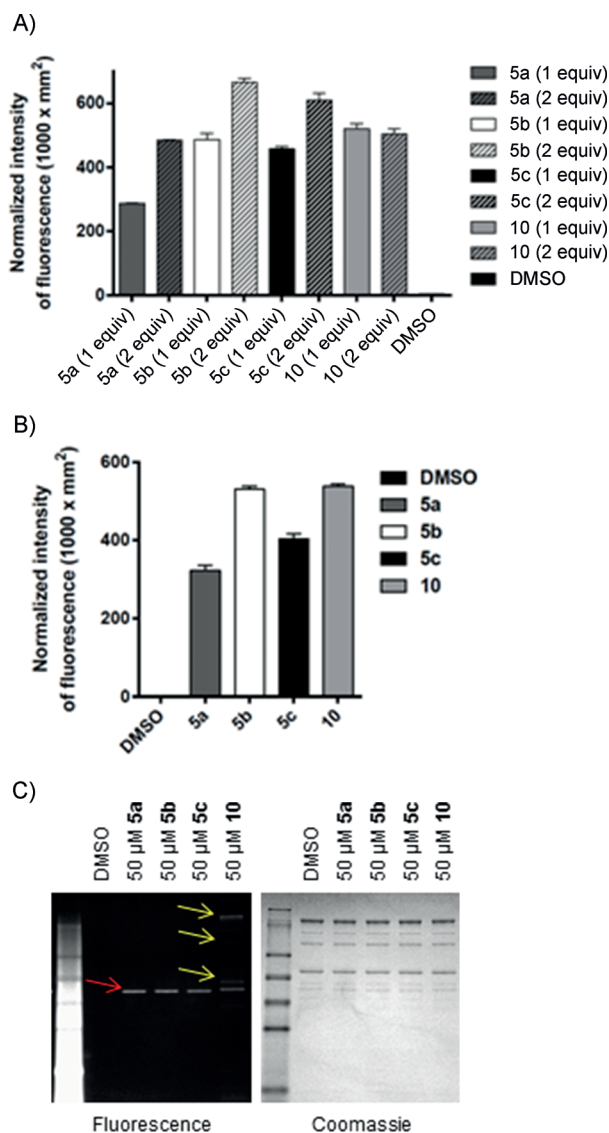 A)
Normalized intensity
of fluorescence (1000 x mm²)
600
400
200
0
5a (1 equiv)
5a (2 equiv)
5b (1 equiv)
5b (2 equiv)
5c (1 equiv)
5c (2 equiv)
10 (1 equiv)
10 (2 equiv)
DMSO
5a (1 equiv)
5a (2 equiv)
5b (1 equiv)
5b (2 equiv)
5c (1 equiv)
5c (2 equiv)
10 (1 equiv)
10 (2 equiv)
DMSO
B)
Normalized intensity
of fluorescence (1000 x mm²)
600
400
200
0
DMSO
5a
5b
5c
10
DMSO
5a
5b
5c
10
C)
DMSO
50 µM 5a
50 µM 5b
50 µM 5c
50 µM 10
DMSO
50 µM 5a
50 µM 5b
50 µM 5c
50 µM 10
Fluorescence
Coomassie